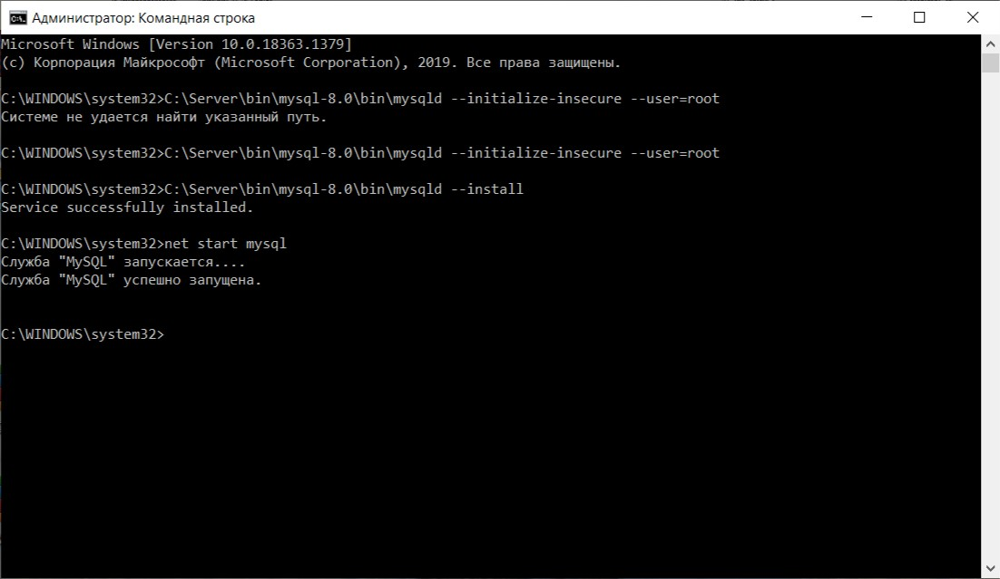 Администратор: Командная строка
Microsoft Windows [Version 10.0.18363.1379]
(c) Корпорация Майкрософт (Microsoft Corporation), 2019. Все права защищены.
C:\WINDOWS\system32>C:\Server\bin\mysql-8.0\bin\mysqld --initialize-insecure --user=root
Системе не удается найти указанный путь.
C:\WINDOWS\system32>C:\Server\bin\mysql-8.0\bin\mysqld --initialize-insecure --user=root
C:\WINDOWS\system32>C:\Server\bin\mysql-8.0\bin\mysqld --install
Service successfully installed.
C:\WINDOWS\system32>net start mysql
Служба "MySQL" запускается....
Служба "MySQL" успешно запущена.
C:\WINDOWS\system32>